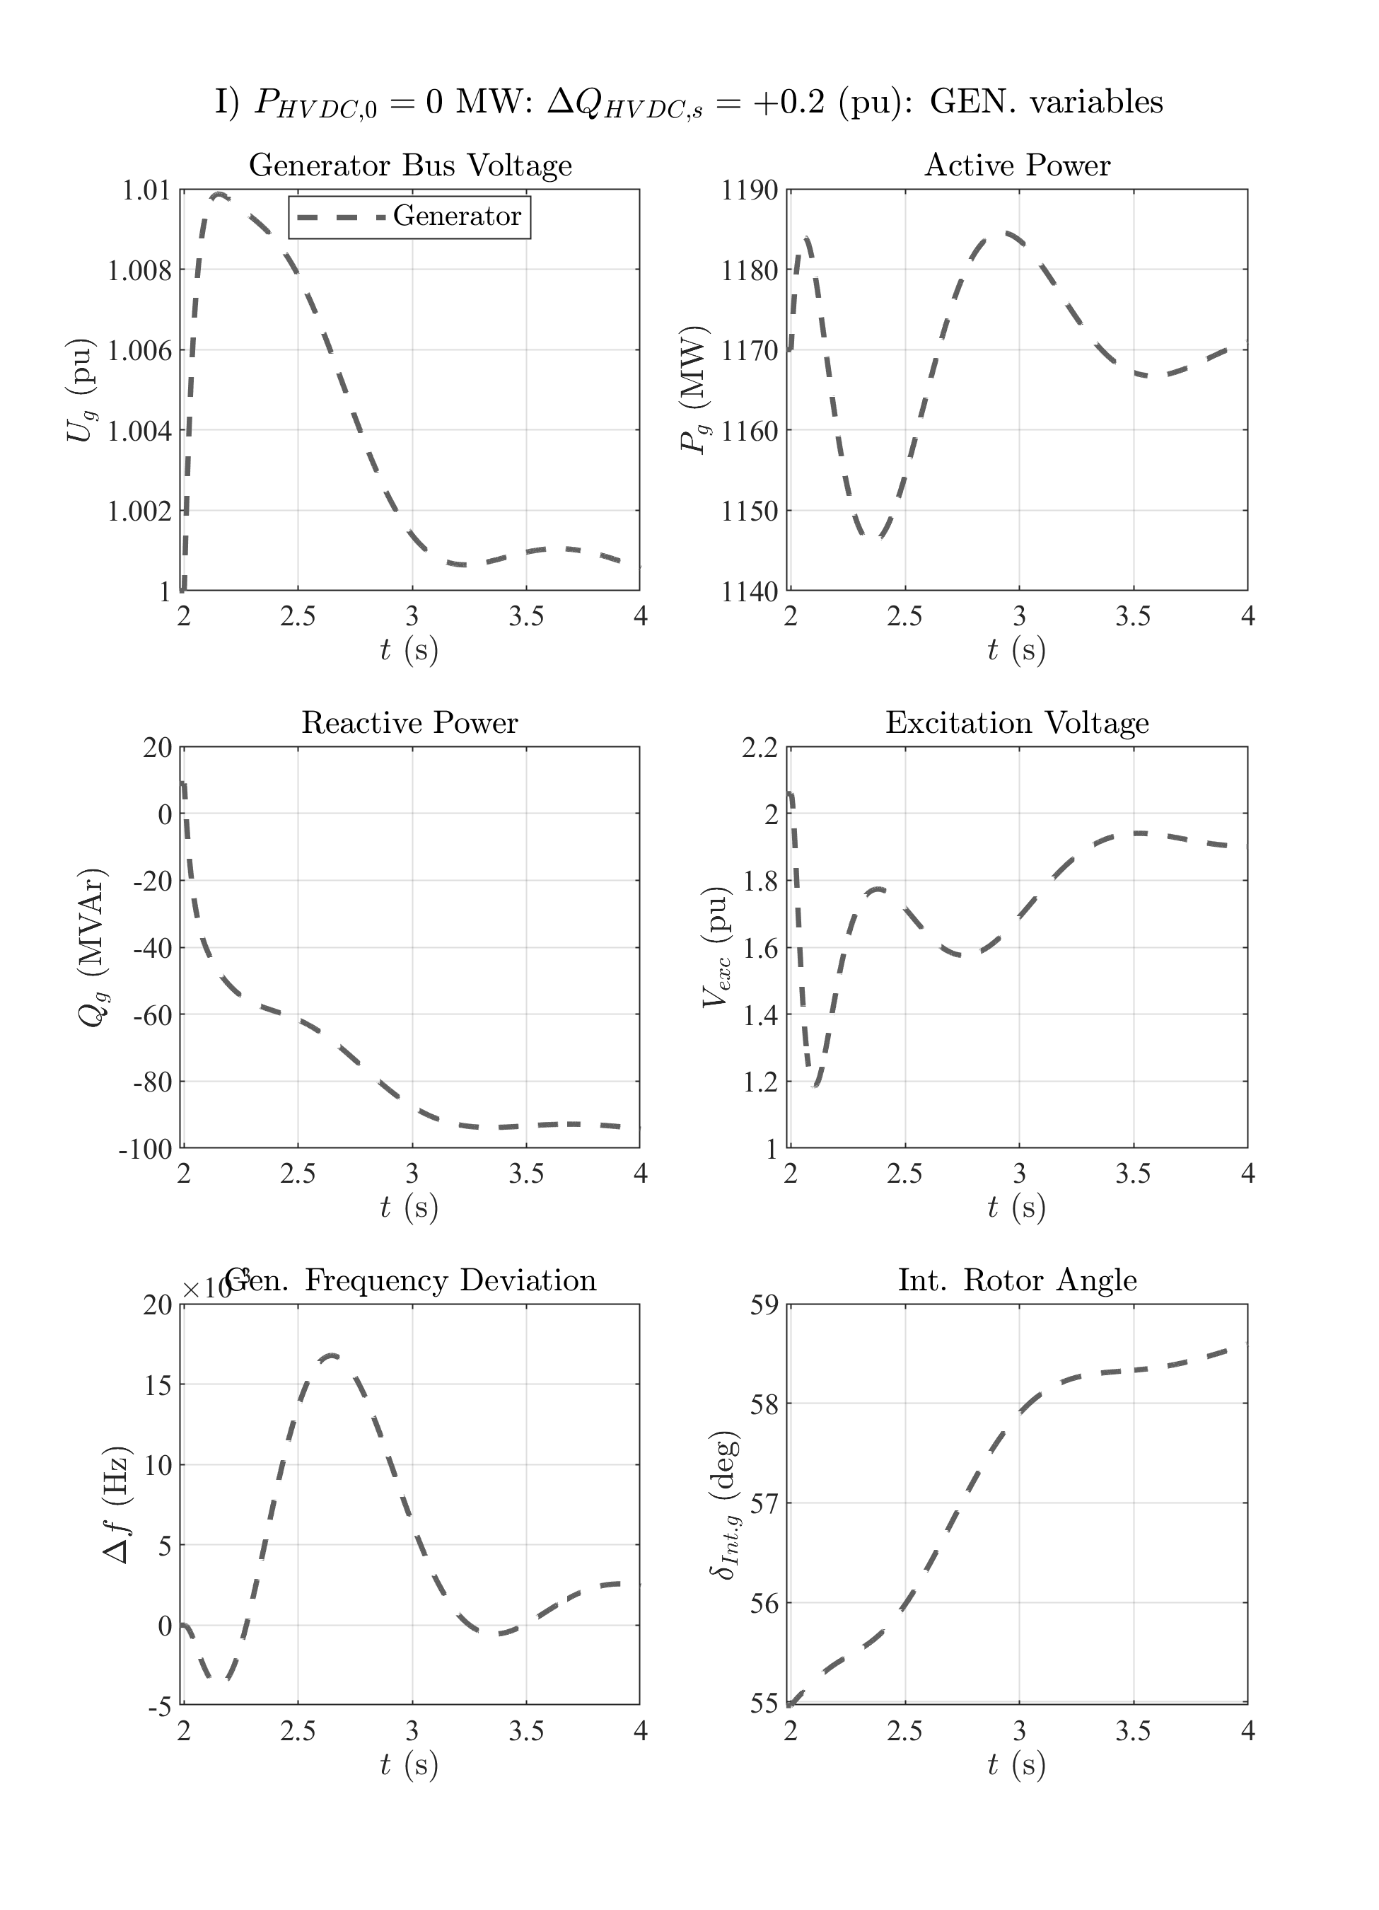 I) P_{HVDC,0} = 0 MW: ΔQ_{HVDC,s} = +0.2 (pu): GEN. variables
Generator Bus Voltage
1.01
1.008
1.006
1.004
1.002
1
U_g (pu)
Generator
2 2.5 3 3.5 4
t (s)
Active Power
1190
1180
1170
1160
1150
1140
P_g (MW)
2 2.5 3 3.5 4
t (s)
Reactive Power
20
0
-20
-40
-60
-80
-100
Q_g (MVAr)
2 2.5 3 3.5 4
t (s)
Excitation Voltage
2.2
2
1.8
1.6
1.4
1.2
1
V_{exc} (pu)
2 2.5 3 3.5 4
t (s)
×10^{-3}
Gen. Frequency Deviation
20
15
10
5
0
-5
Δf (Hz)
2 2.5 3 3.5 4
t (s)
Int. Rotor Angle
59
58
57
56
55
δ_{Int.g} (deg)
2 2.5 3 3.5 4
t (s)